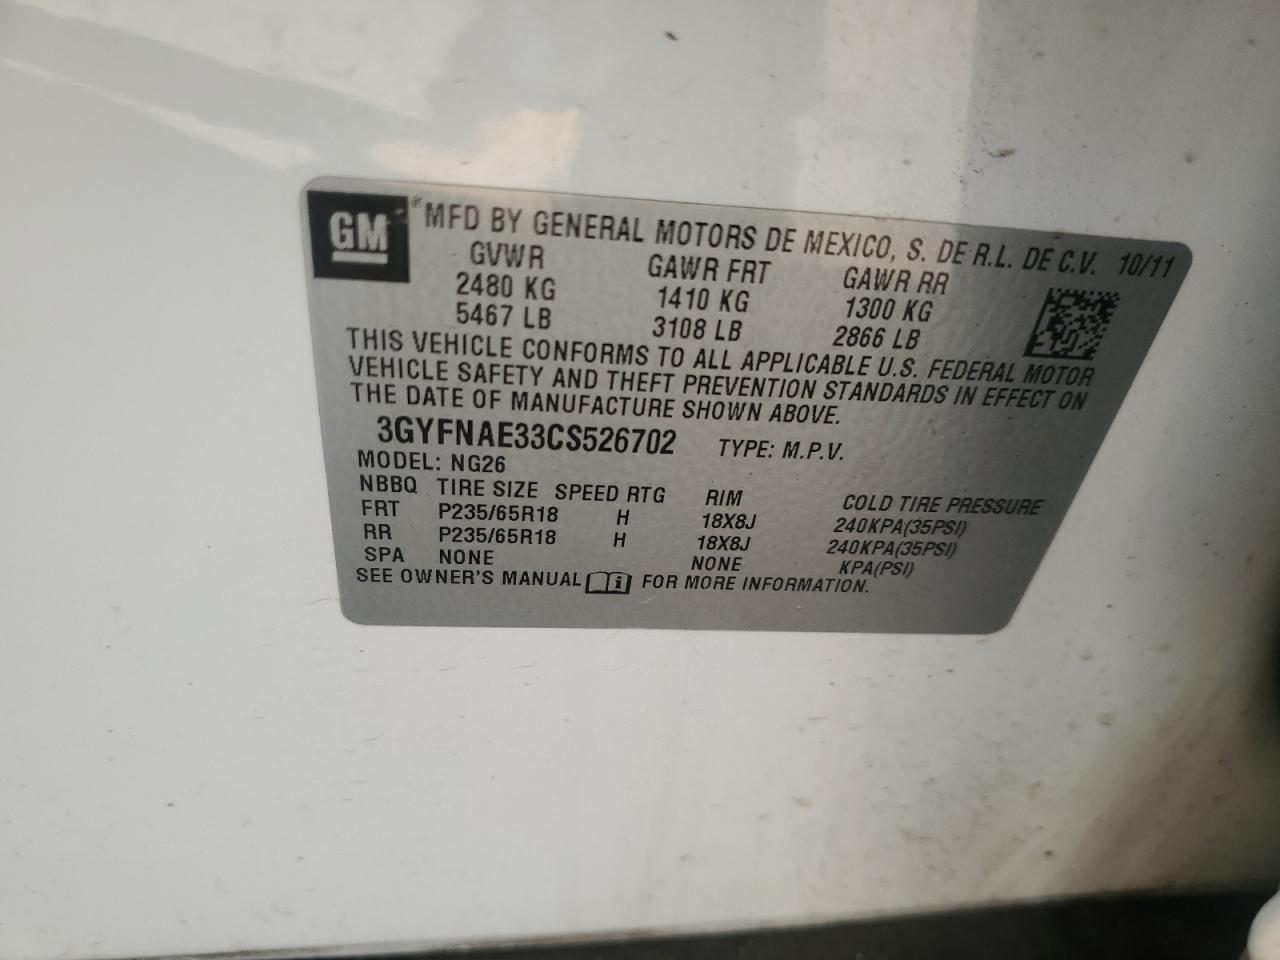 GM ® MFD BY GENERAL MOTORS DE MEXICO, S. DE R.L. DE C.V. 10/11
GVWR GAWR FRT GAWR RR
2480 KG 1410 KG 1300 KG
5467 LB 3108 LB 2866 LB
THIS VEHICLE CONFORMS TO ALL APPLICABLE U.S. FEDERAL MOTOR
VEHICLE SAFETY AND THEFT PREVENTION STANDARDS IN EFFECT ON
THE DATE OF MANUFACTURE SHOWN ABOVE.
3GYFNAE33CS526702 TYPE: M.P.V.
MODEL: NG26
NBBQ TIRE SIZE SPEED RTG RIM COLD TIRE PRESSURE
FRT P235/65R18 H 18X8J 240KPA(35PSI)
RR P235/65R18 H 18X8J 240KPA(35PSI)
SPA NONE NONE KPA(PSI)
SEE OWNER'S MANUAL i FOR MORE INFORMATION.